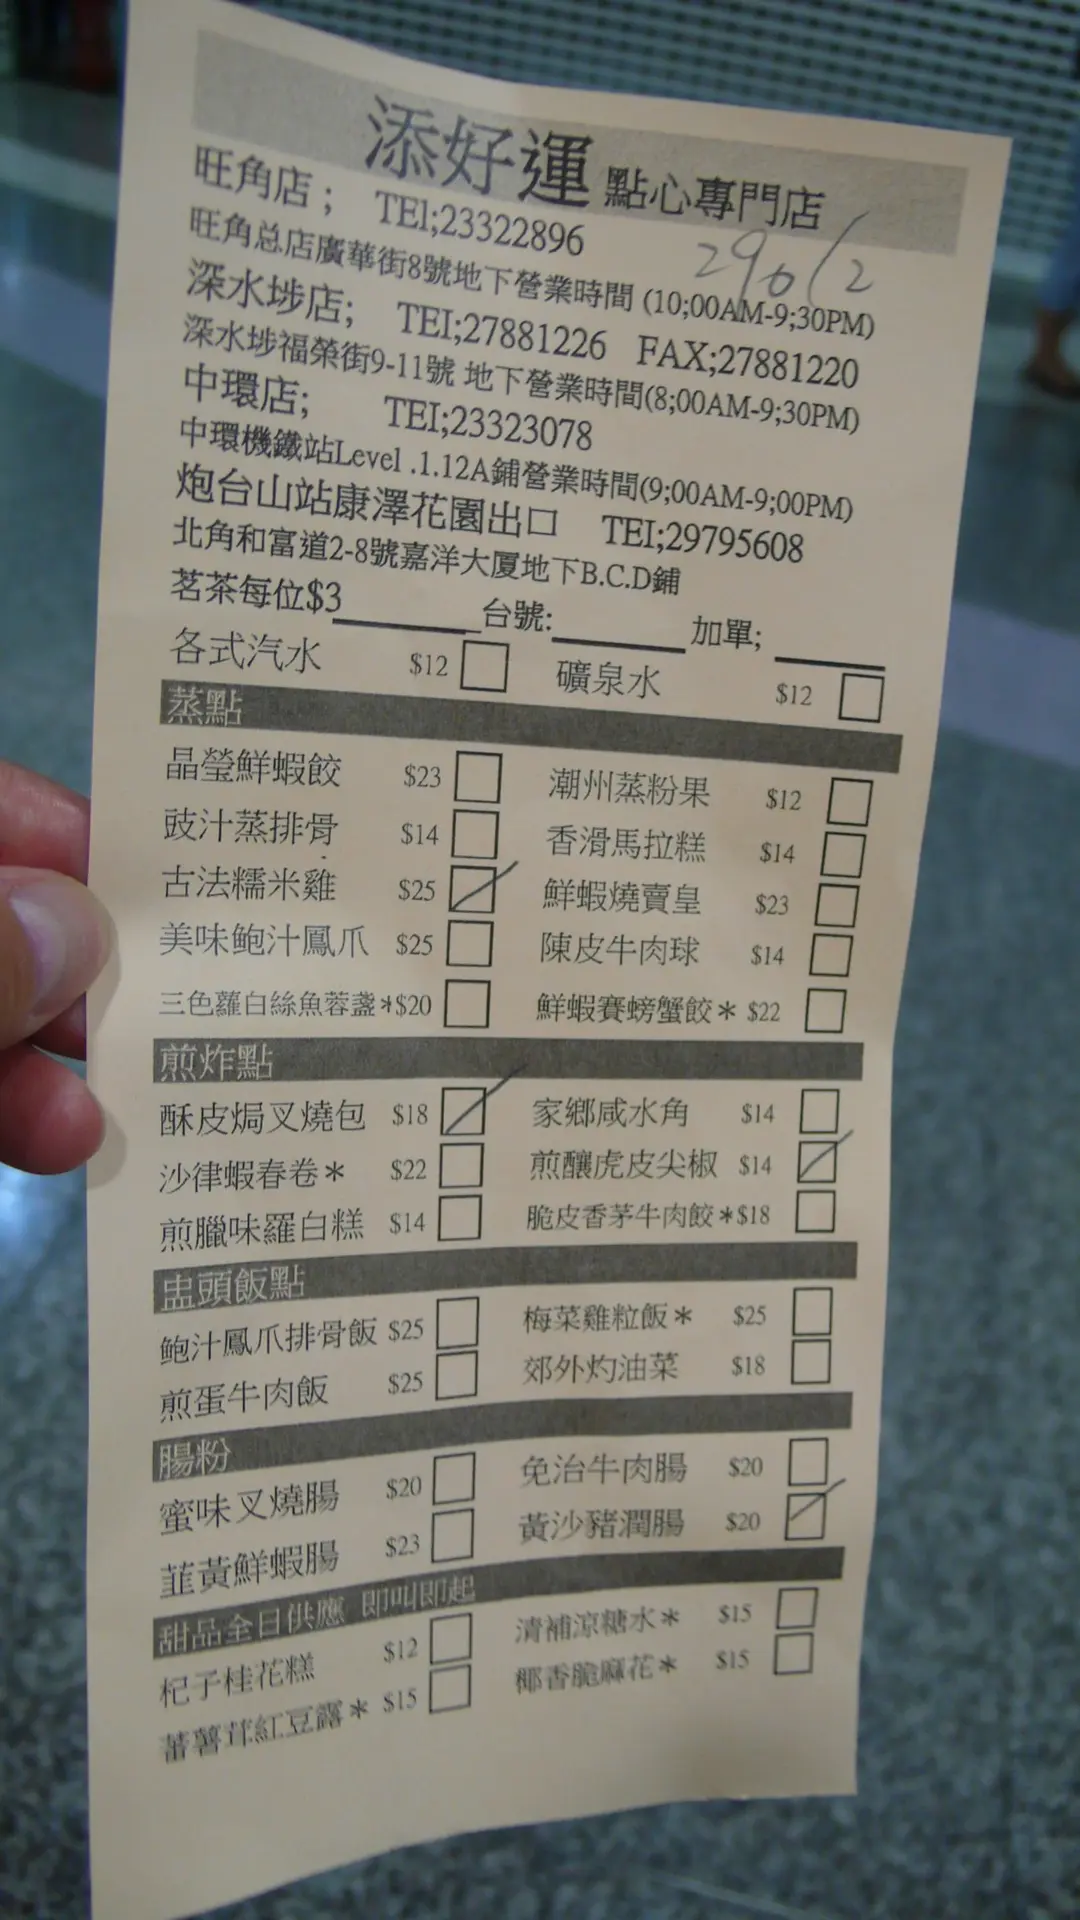 添好運 點心專門店
290/2
旺角店; TEI;23322896
旺角总店廣華街8號地下營業時間 (10;00AM-9;30PM)
深水埗店; TEI;27881226 FAX;27881220
深水埗福榮街9-11號 地下營業時間(8;00AM-9;30PM)
中環店; TEI;23323078
中環機鐵站Level .1.12A鋪營業時間(9;00AM-9;00PM)
炮台山站康澤花園出口 TEI;29795608
北角和富道2-8號嘉洋大厦地下B.C.D鋪
茗茶每位$3 台號: 加單;
各式汽水 $12 礦泉水 $12
蒸點
晶瑩鮮蝦餃 $23 潮州蒸粉果 $12
豉汁蒸排骨 $14 香滑馬拉糕 $14
古法糯米雞 $25 鮮蝦燒賣皇 $23
美味鮑汁鳳爪 $25 陳皮牛肉球 $14
三色蘿白絲魚蓉盞*$20 鮮蝦賽螃蟹餃* $22
煎炸點
酥皮焗叉燒包 $18 家鄉咸水角 $14
沙律蝦春卷* $22 煎釀虎皮尖椒 $14
煎臘味羅白糕 $14 脆皮香茅牛肉餃*$18
盅頭飯點
鮑汁鳳爪排骨飯 $25 梅菜雞粒飯* $25
煎蛋牛肉飯 $25 郊外灼油菜 $18
腸粉
蜜味叉燒腸 $20 免治牛肉腸 $20
韮黃鮮蝦腸 $23 黃沙豬潤腸 $20
甜品全日供應 即叫即起
杞子桂花糕 $12 清補涼糖水* $15
蕃薯茸紅豆露* $15 椰香脆麻花* $15